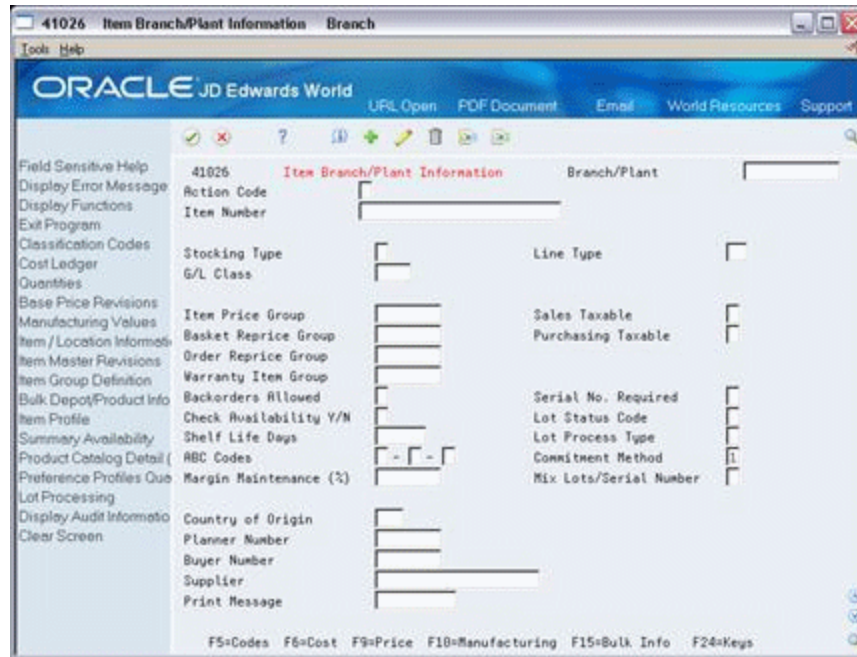 41026 Item Branch/Plant Information Branch
Tools Help
ORACLE JD Edwards World
URL Open PDF Document Email World Resources Support
Field Sensitive Help
Display Error Message
Display Functions
Exit Program
Classification Codes
Cost Ledger
Quantities
Base Price Revisions
Manufacturing Values
Item / Location Informati
Item Master Revisions
Item Group Definition
Bulk Depot/Product Info
Item Profile
Summary Availability
Product Catalog Detail (
Preference Profiles Que
Lot Processing
Display Audit Informatio
Clear Screen
41026 Item Branch/Plant Information Branch/Plant
Action Code
Item Number
Stocking Type Line Type
G/L Class
Item Price Group Sales Taxable
Basket Reprice Group Purchasing Taxable
Order Reprice Group
Warranty Item Group
Backorders Allowed Serial No. Required
Check Availability Y/N Lot Status Code
Shelf Life Days Lot Process Type
ABC Codes - - Commitment Method 1
Margin Maintenance (%) Mix Lots/Serial Number
Country of Origin
Planner Number
Buyer Number
Supplier
Print Message
F5=Codes F6=Cost F9=Price F10=Manufacturing F15=Bulk Info F24=Keys